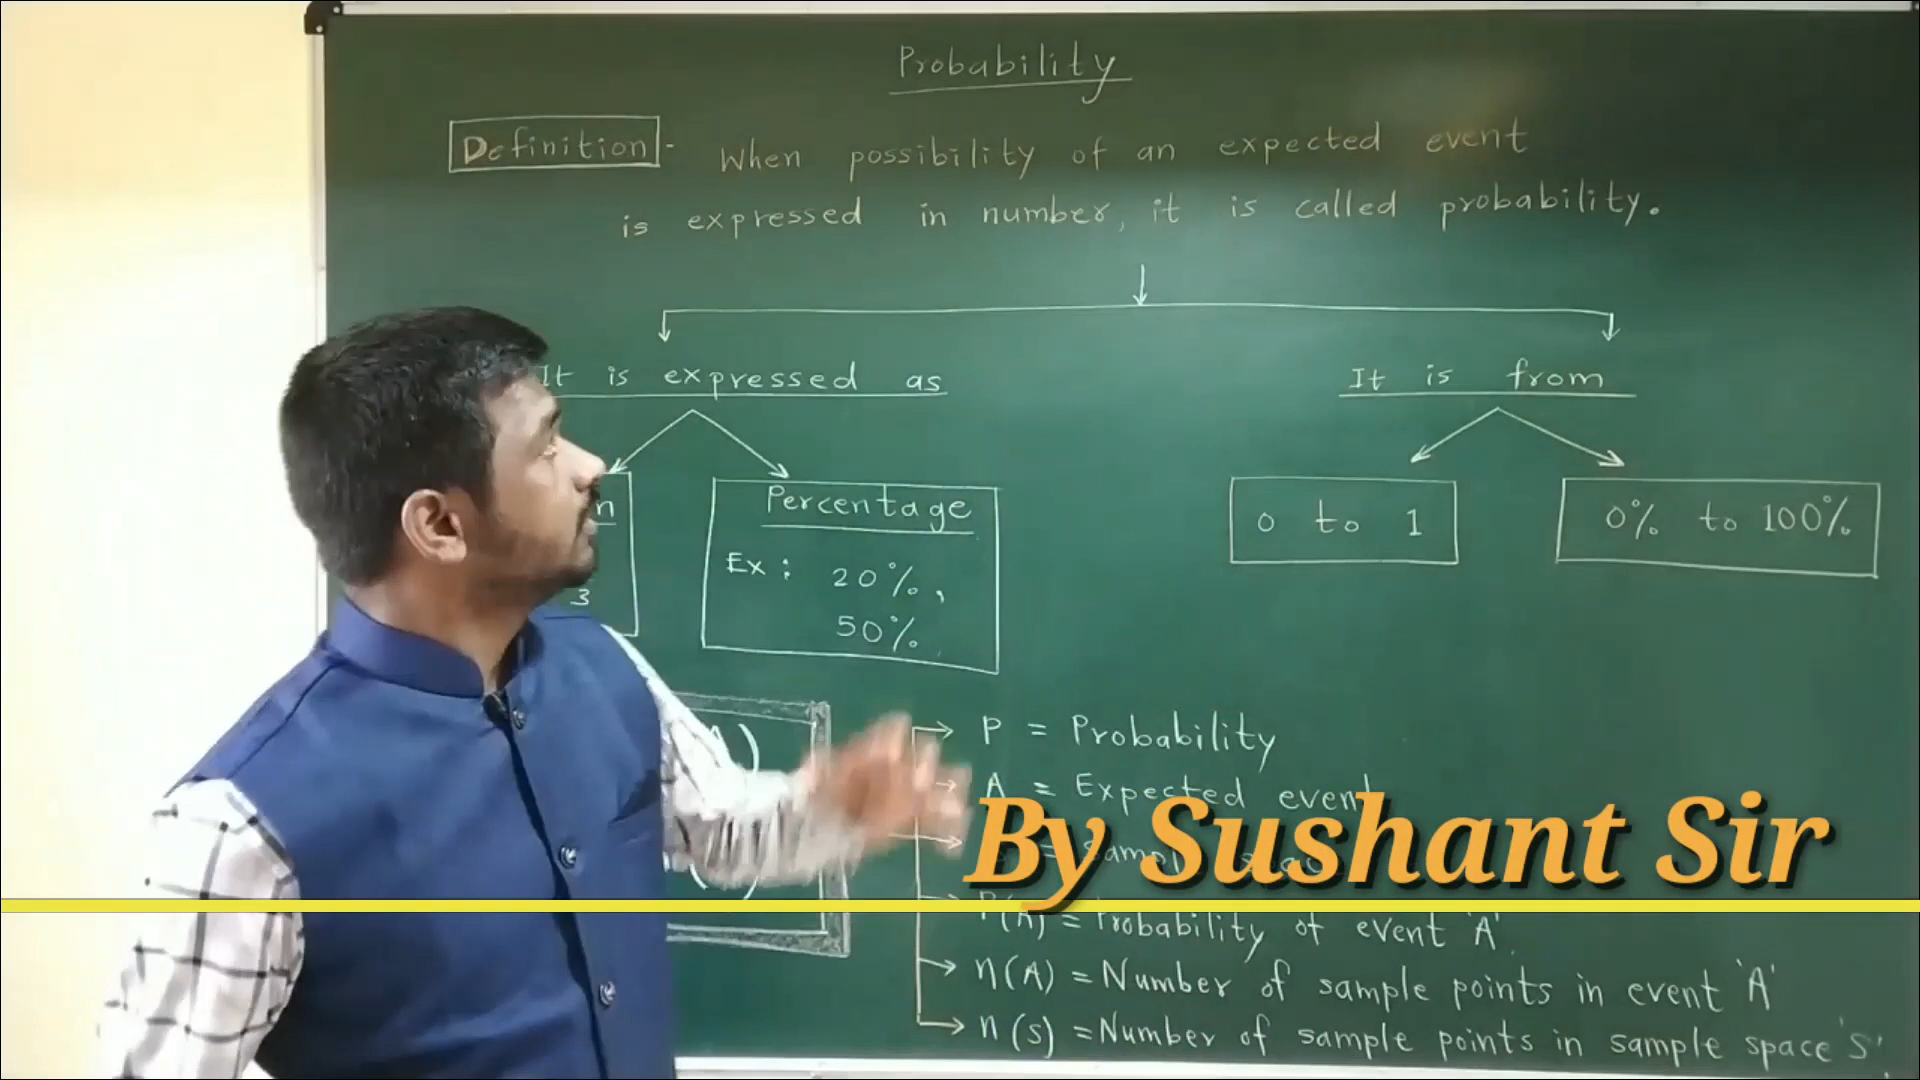 Probability
Definition - When possibility of an expected event
is expressed in number, it is called probability.
It is expressed as
It is from
n
3
Percentage
Ex : 20%,
50%
0 to 1
0% to 100%
P = Probability
A = Expected event
= Sample
P(A) = Probability of event 'A'.
n(A) = Number of sample points in event 'A'
n(s) = Number of sample points in sample space 's'.
By Sushant Sir